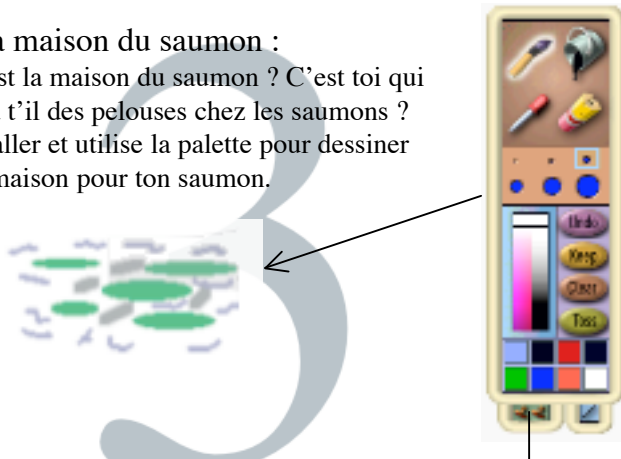 a maison du saumon :
st la maison du saumon ? C’est toi qui
t’il des pelouses chez les saumons ?
aller et utilise la palette pour dessiner
maison pour ton saumon.
3
Undo
Keep
Clear
Toss